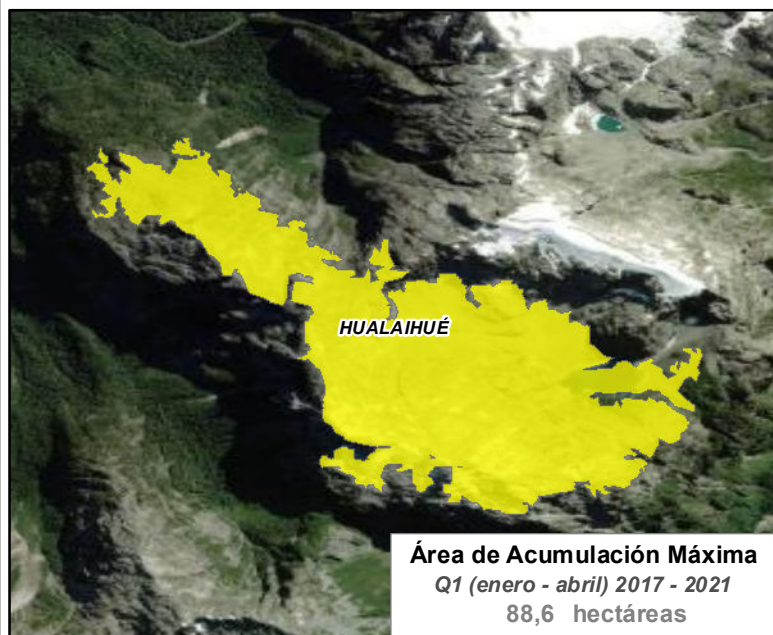 HUALAIHUÉ
Área de Acumulación Máxima
Q1 (enero - abril) 2017 - 2021
88,6 hectáreas